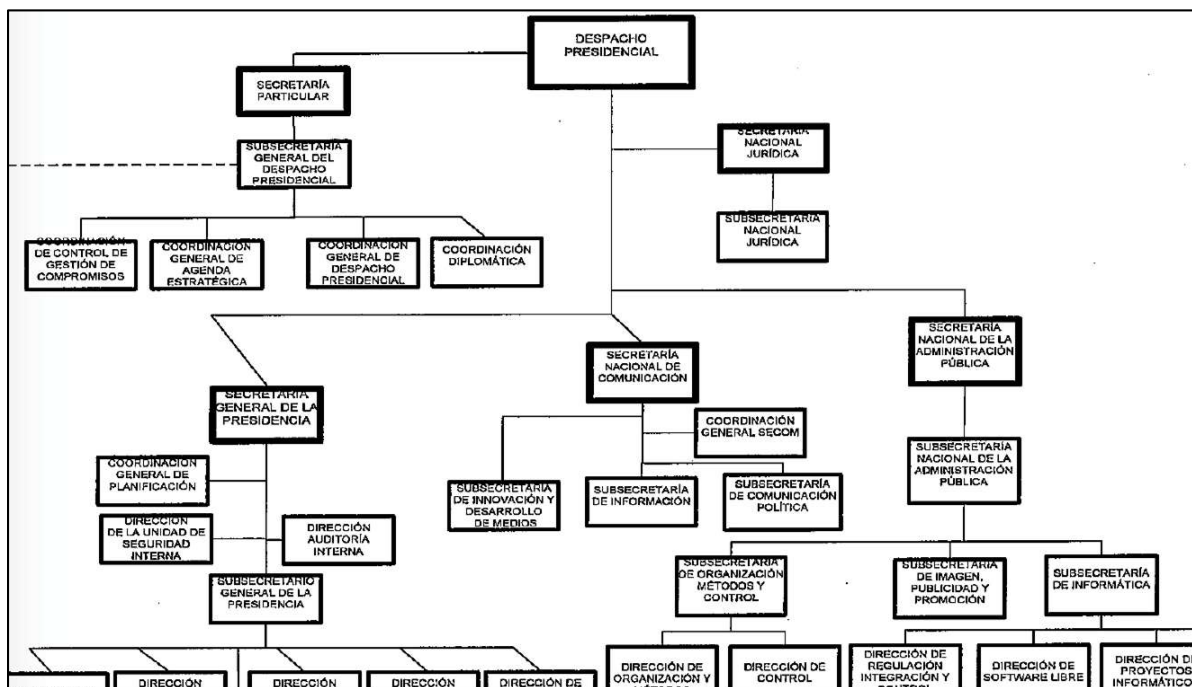 DESPACHO
PRESIDENCIAL
SECRETARÍA
PARTICULAR
SUBSECRETARÍA
GENERAL DEL
DESPACHO
PRESIDENCIAL
SECRETARIA
NACIONAL
JURÍDICA
SUBSECRETARÍA
NACIONAL
JURÍDICA
COORDINACIÓN
DE CONTROL DE
GESTIÓN DE
COMPROMISOS
COORDINACION
GENERAL DE
AGENDA
ESTRATÉGICA
COORDINACION
GENERAL DE
DESPACHO
PRESIDENCIAL
COORDINACIÓN
DIPLOMÁTICA
SECRETARÍA
GENERAL DE LA
PRESIDENCIA
SECRETARÍA
NACIONAL DE
COMUNICACIÓN
SECRETARÍA
NACIONAL DE LA
ADMINISTRACIÓN
PÚBLICA
COORDINACION
GENERAL DE
PLANIFICACIÓN
DIRECCION
DE LA UNIDAD DE
SEGURIDAD
INTERNA
DIRECCIÓN
AUDITORÍA
INTERNA
SUBSECRETARIO
GENERAL DE LA
PRESIDENCIA
COORDINACIÓN
GENERAL SECOM
SUBSECRETARÍA
DE INNOVACIÓN Y
DESARROLLO
DE MEDIOS
SUBSECRETARÍA
DE INFORMACIÓN
SUBSECRETARÍA
DE COMUNICACIÓN
POLÍTICA
SUBSECRETARÍA
NACIONAL DE LA
ADMINISTRACIÓN
PÚBLICA
SUBSECRETARÍA
DE ORGANIZACIÓN
MÉTODOS Y
CONTROL
SUBSECRETARÍA
DE IMAGEN,
PUBLICIDAD Y
PROMOCIÓN
SUBSECRETARÍA
DE INFORMÁTICA
DIRECCIÓN
DIRECCIÓN
DIRECCIÓN
DIRECCIÓN DE
DIRECCIÓN DE
ORGANIZACIÓN Y
DIRECCIÓN DE
CONTROL
DIRECCIÓN DE
REGULACIÓN
INTEGRACIÓN Y
DIRECCIÓN DE
SOFTWARE LIBRE
DIRECCIÓN DE
PROYECTOS